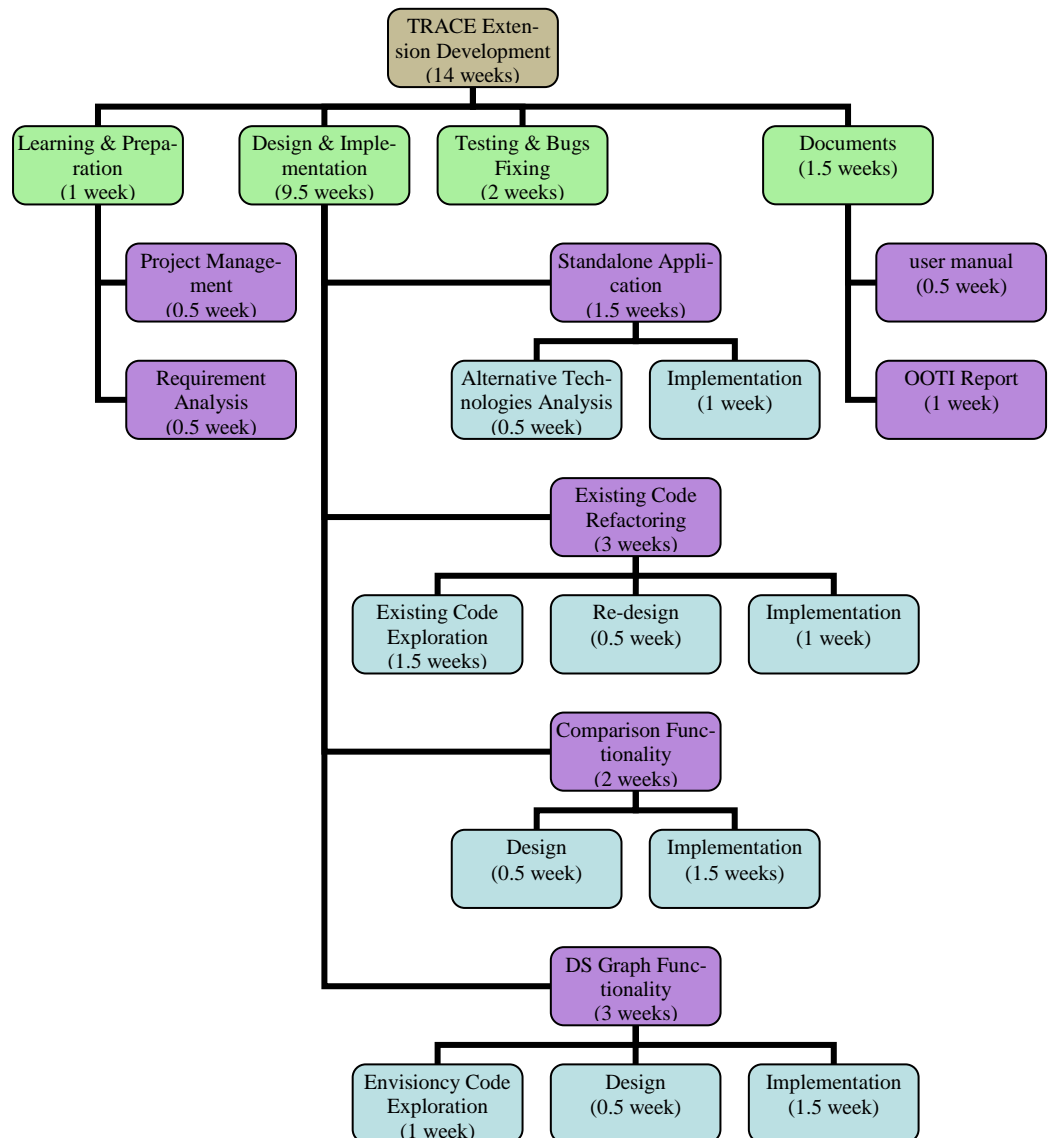 TRACE Exten-
sion Development
(14 weeks)
Learning & Prepa-
ration
(1 week)
Design & Imple-
mentation
(9.5 weeks)
Testing & Bugs
Fixing
(2 weeks)
Documents
(1.5 weeks)
Project Manage-
ment
(0.5 week)
Standalone Appli-
cation
(1.5 weeks)
user manual
(0.5 week)
Requirement
Analysis
(0.5 week)
Alternative Tech-
nologies Analysis
(0.5 week)
Implementation
(1 week)
OOTI Report
(1 week)
Existing Code
Refactoring
(3 weeks)
Existing Code
Exploration
(1.5 weeks)
Re-design
(0.5 week)
Implementation
(1 week)
Comparison Func-
tionality
(2 weeks)
Design
(0.5 week)
Implementation
(1.5 weeks)
DS Graph Func-
tionality
(3 weeks)
Envisioncy Code
Exploration
(1 week)
Design
(0.5 week)
Implementation
(1.5 week)